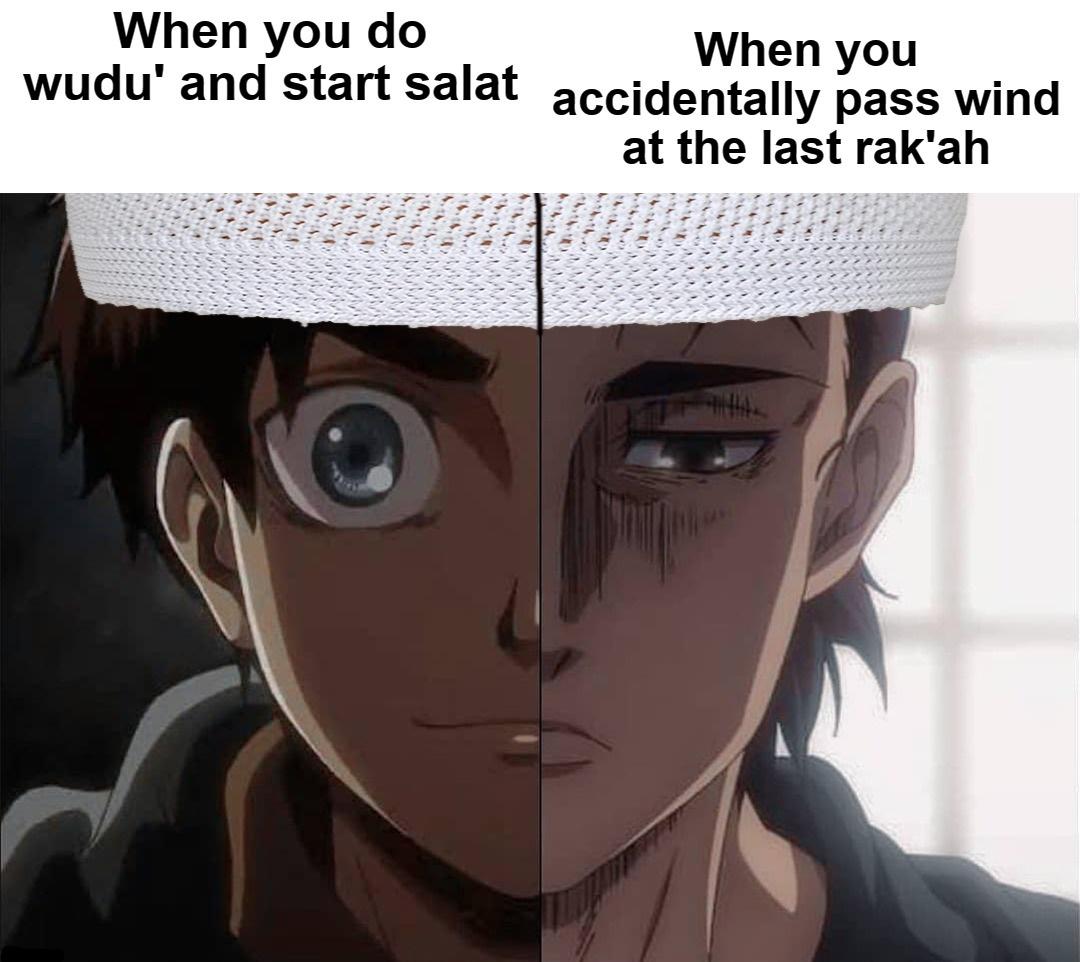 When you do
wudu' and start salat
When you
accidentally pass wind
at the last rak'ah